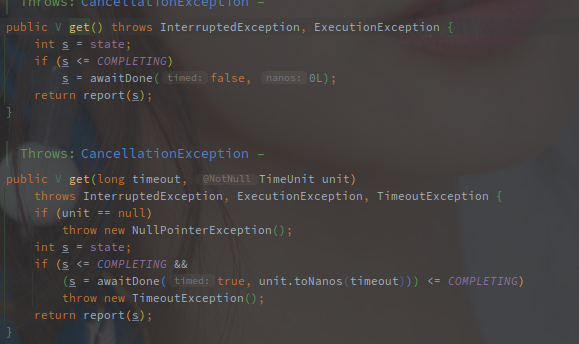 Throws: CancellationException –
public V get() throws InterruptedException, ExecutionException {
int s = state;
if (s <= COMPLETING)
s = awaitDone( timed: false, nanos: 0L);
return report(s);
}
Throws: CancellationException –
public V get(long timeout, @NotNull TimeUnit unit)
throws InterruptedException, ExecutionException, TimeoutException {
if (unit == null)
throw new NullPointerException();
int s = state;
if (s <= COMPLETING &&
(s = awaitDone( timed: true, unit.toNanos(timeout))) <= COMPLETING)
throw new TimeoutException();
return report(s);
}